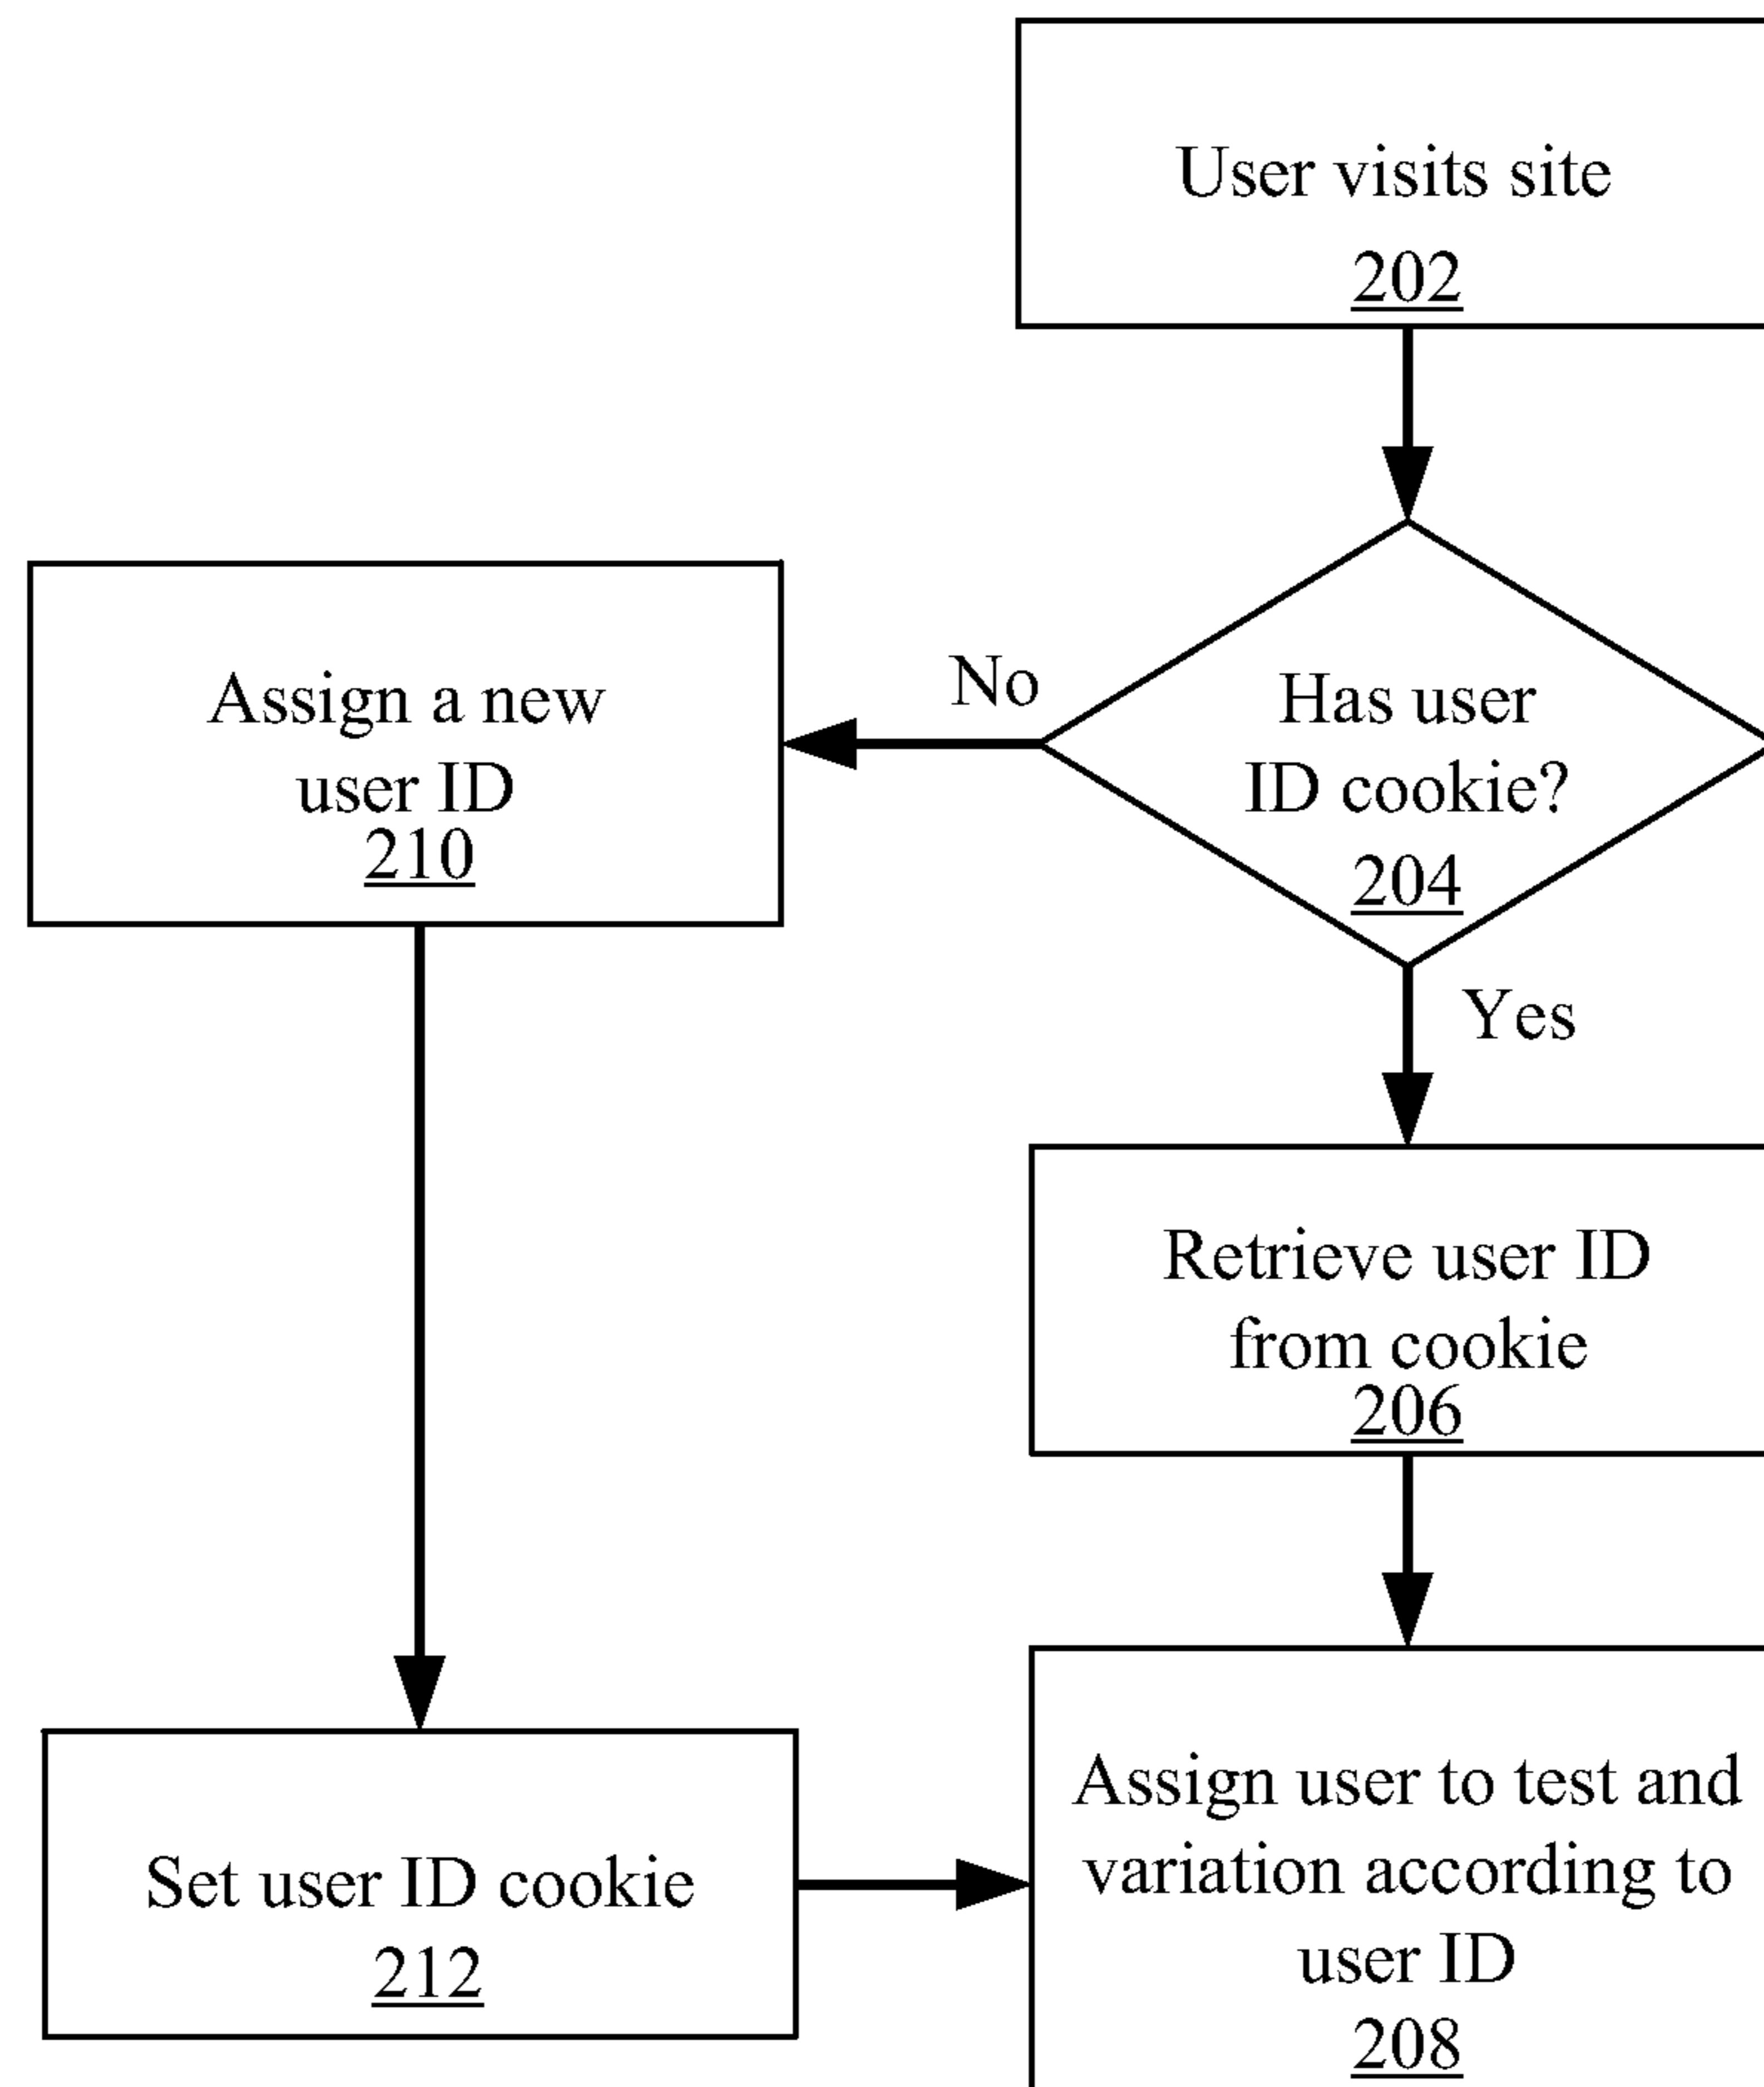 User visits site
202
No
Has user
ID cookie?
204
Assign a new
user ID
210
Yes
Retrieve user ID
from cookie
206
Set user ID cookie
212
Assign user to test and
variation according to
user ID
208